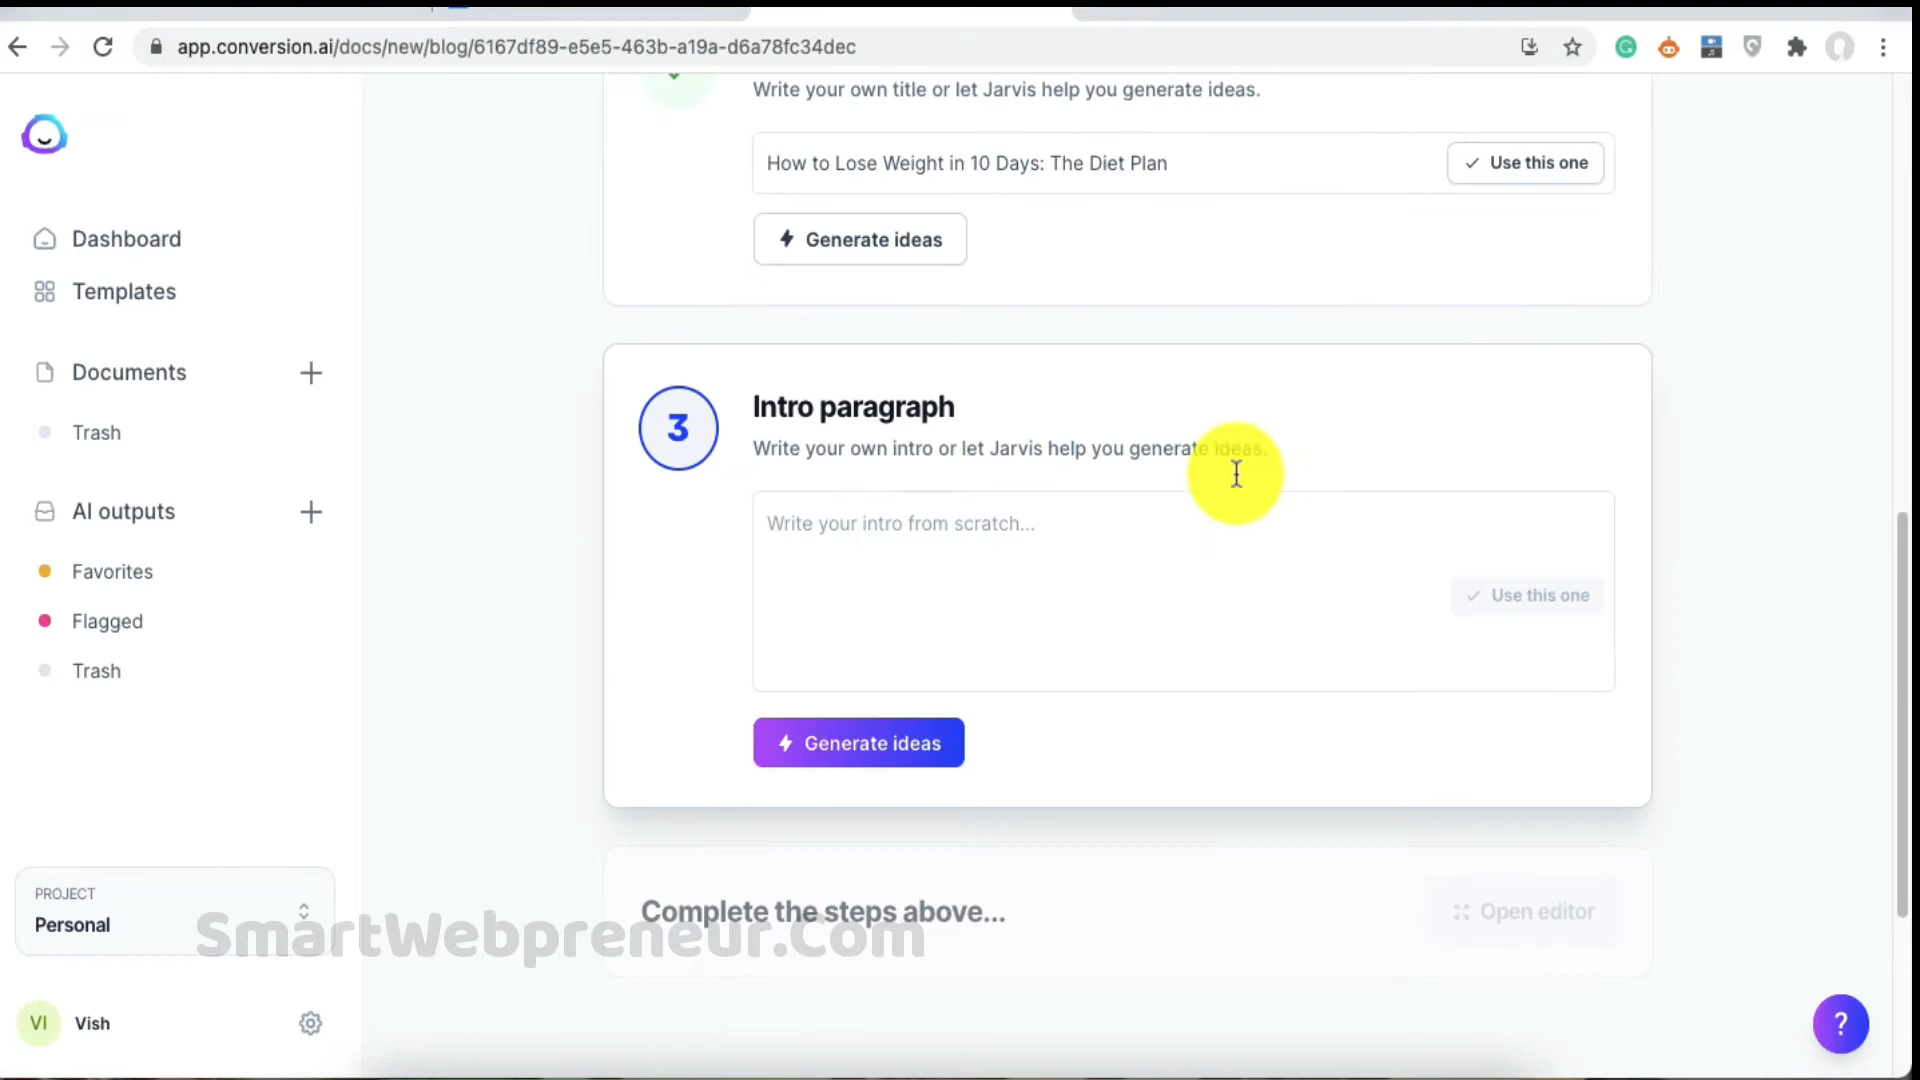 app.conversion.ai/docs/new/blog/6167df89-e5e5-463b-a19a-d6a78fc34dec
Write your own title or let Jarvis help you generate ideas.
How to Lose Weight in 10 Days: The Diet Plan
Use this one
Generate ideas
Dashboard
Templates
Documents
Trash
AI outputs
Favorites
Flagged
Trash
3
Intro paragraph
Write your own intro or let Jarvis help you generate ideas.
Write your intro from scratch...
Use this one
Generate ideas
Complete the steps above...
Open editor
PROJECT
Personal
SmartWebpreneur.Com
VI
Vish
?